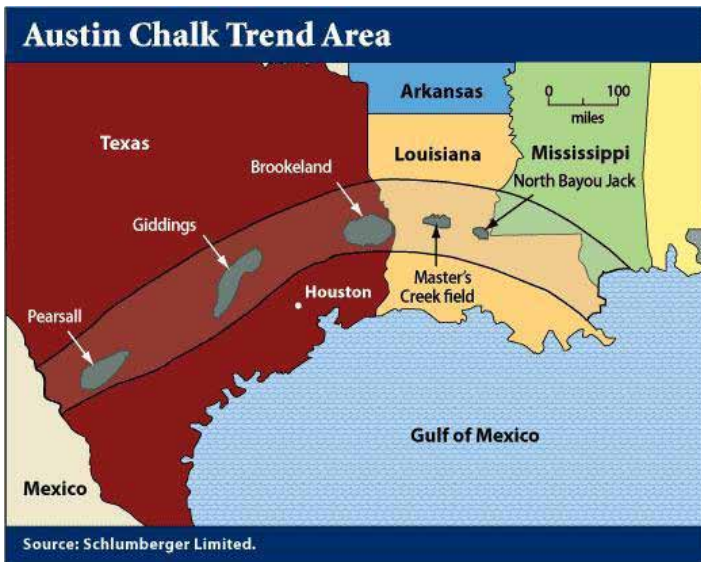 Austin Chalk Trend Area
Arkansas
0 100
miles
Texas
Louisiana
Mississippi
Brookeland
North Bayou Jack
Giddings
Master's
Creek field
Houston
Pearsall
Gulf of Mexico
Mexico
Source: Schlumberger Limited.